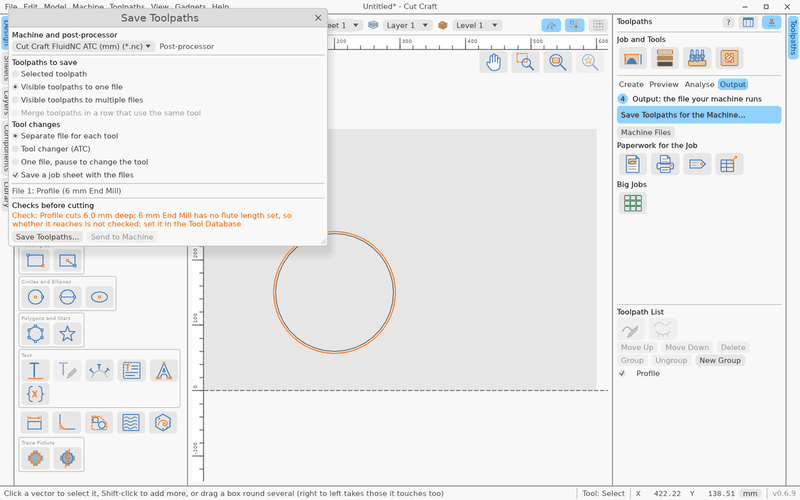 File Edit Model Machine Toolpaths View Gadgets Help
Untitled* - Cut Craft
Save Toolpaths
Machine and post-processor
Cut Craft FluidNC ATC (mm) (*.nc)
Post-processor
Toolpaths to save
Selected toolpath
Visible toolpaths to one file
Visible toolpaths to multiple files
Merge toolpaths in a row that use the same tool
Tool changes
Separate file for each tool
Tool changer (ATC)
One file, pause to change the tool
Save a job sheet with the files
File 1: Profile (6 mm End Mill)
Checks before cutting
Check: Profile cuts 6.0 mm deep; 6 mm End Mill has no flute length set, so
whether it reaches is not checked: set it in the Tool Database
Save Toolpaths...
Send to Machine
Circles and Ellipses
Polygons and Stars
Text
Trace Picture
Layer 1
Level 1
200
300
400
500
600
200
100
0
-100
Toolpaths
?
Toolpaths
Job and Tools
Create
Preview
Analyse
Output
4 Output: the file your machine runs
Save Toolpaths for the Machine...
Machine Files
Paperwork for the Job
Big Jobs
Toolpath List
Move Up
Move Down
Delete
Group
Ungroup
New Group
Profile
Click a vector to select it, Shift-click to add more, or drag a box round several (right to left takes those it touches too)
Tool: Select
X 422.22
Y 138.51
mm
v0.6.9